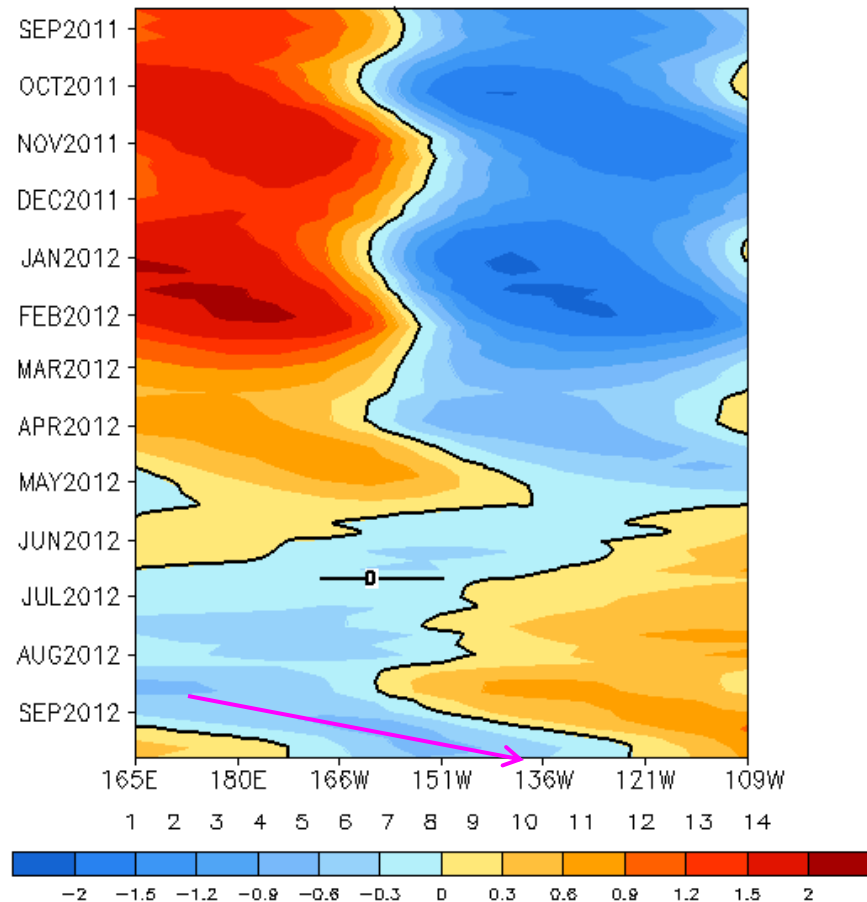 SEP2011
OCT2011
NOV2011
DEC2011
JAN2012
FEB2012
MAR2012
APR2012
MAY2012
JUN2012
0
JUL2012
AUG2012
SEP2012
165E 180E 166W 151W 136W 121W 109W
1 2 3 4 5 6 7 8 9 10 11 12 13 14
-2 -1.5 -1.2 -0.9 -0.6 -0.3 0 0.3 0.6 0.9 1.2 1.5 2